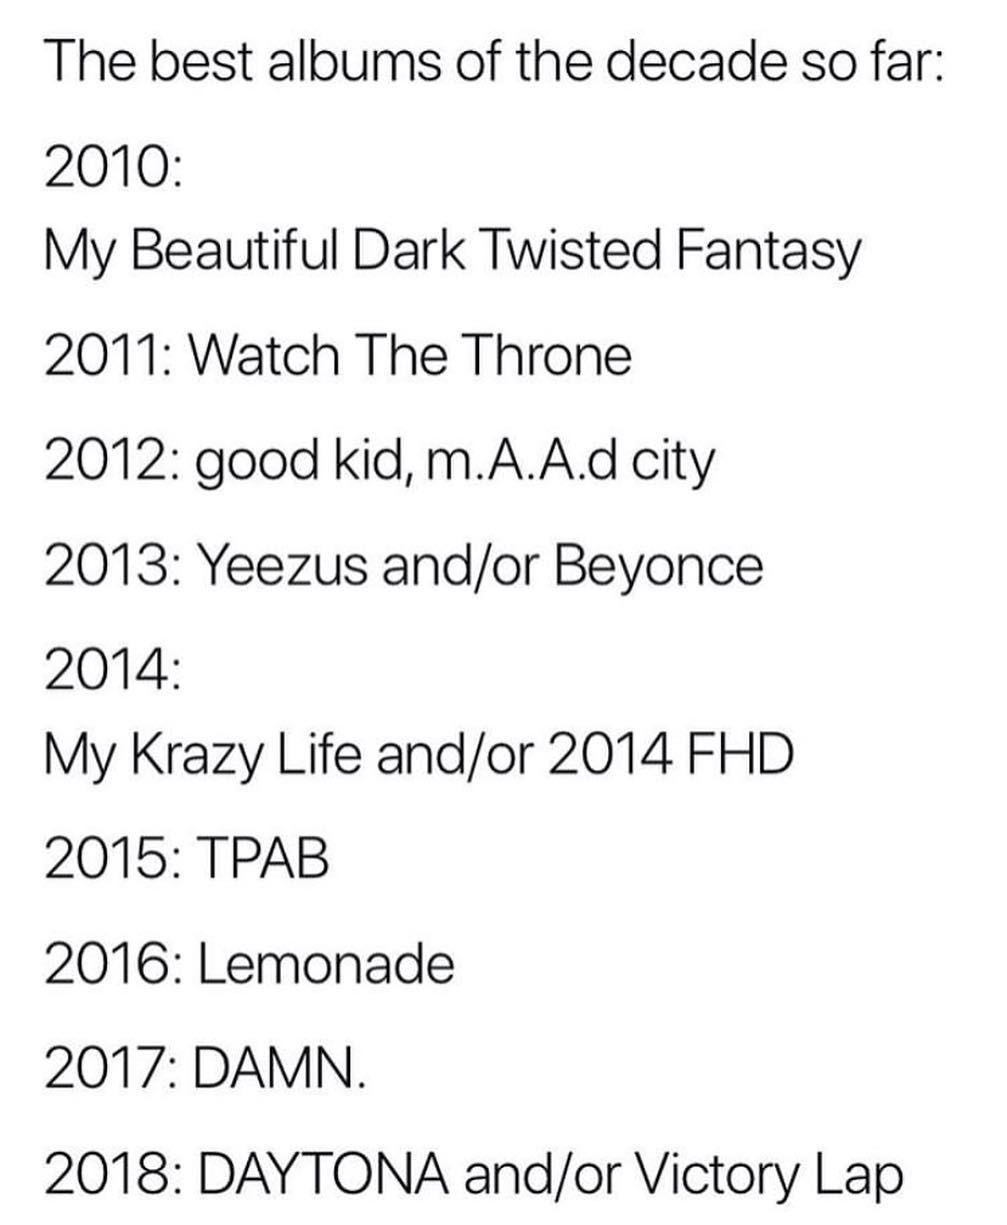 The best albums of the decade so far:
2010:
My Beautiful Dark Twisted Fantasy
2011: Watch The Throne
2012: good kid, m.A.A.d city
2013: Yeezus and/or Beyonce
2014:
My Krazy Life and/or 2014 FHD
2015: TPAB
2016: Lemonade
2017: DAMN.
2018: DAYTONA and/or Victory Lap